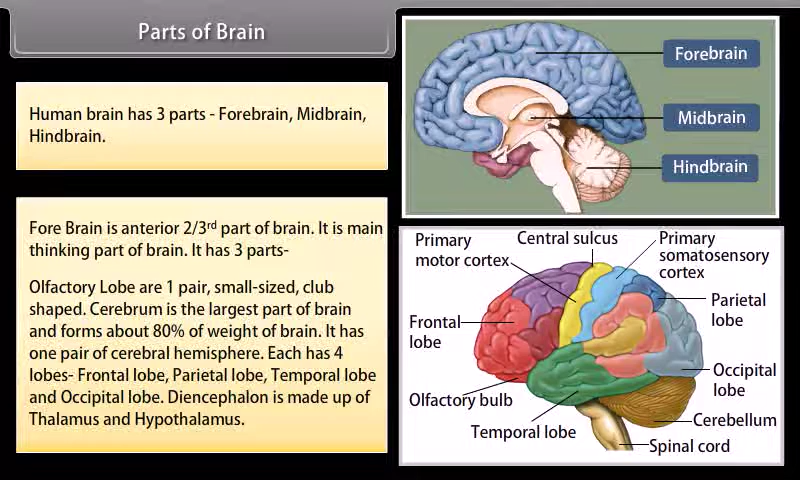 Parts of Brain
Human brain has 3 parts - Forebrain, Midbrain,
Hindbrain.
Fore Brain is anterior 2/3rd part of brain. It is main
thinking part of brain. It has 3 parts-
Olfactory Lobe are 1 pair, small-sized, club
shaped. Cerebrum is the largest part of brain
and forms about 80% of weight of brain. It has
one pair of cerebral hemisphere. Each has 4
lobes- Frontal lobe, Parietal lobe, Temporal lobe
and Occipital lobe. Diencephalon is made up of
Thalamus and Hypothalamus.
Forebrain
Midbrain
Hindbrain
Primary
motor cortex
Central sulcus
Primary
somatosensory
cortex
Parietal
lobe
Frontal
lobe
Occipital
lobe
Olfactory bulb
Cerebellum
Temporal lobe
Spinal cord